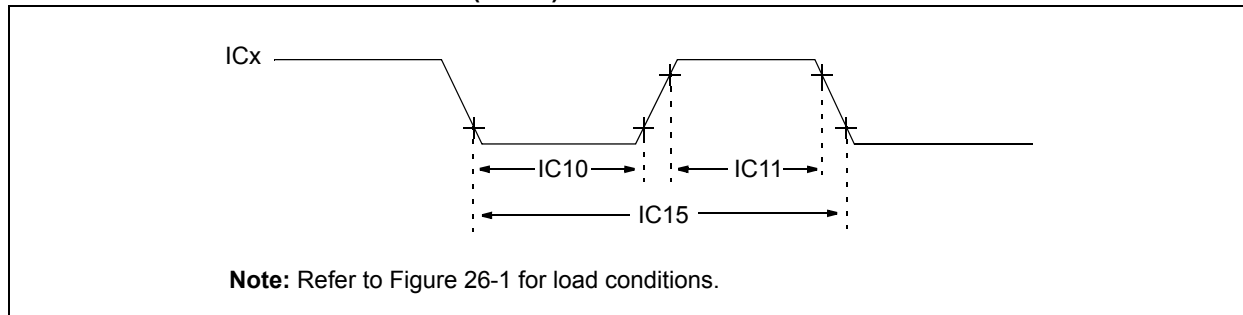 ICx
IC10
IC11
IC15
Note: Refer to Figure 26-1 for load conditions.